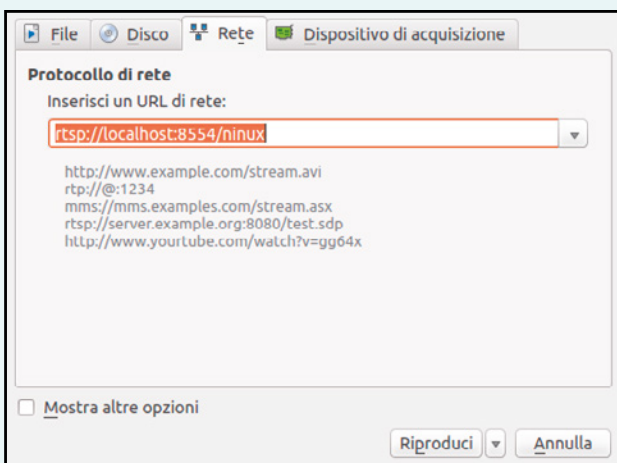 File Disco Rete Dispositivo di acquisizione
Protocollo di rete
Inserisci un URL di rete:
rtsp://localhost:8554/ninux
http://www.example.com/stream.avi
rtp://@:1234
mms://mms.examples.com/stream.asx
rtsp://server.example.org:8080/test.sdp
http://www.yourtube.com/watch?v=gg64x
Mostra altre opzioni
Riproduci Annulla